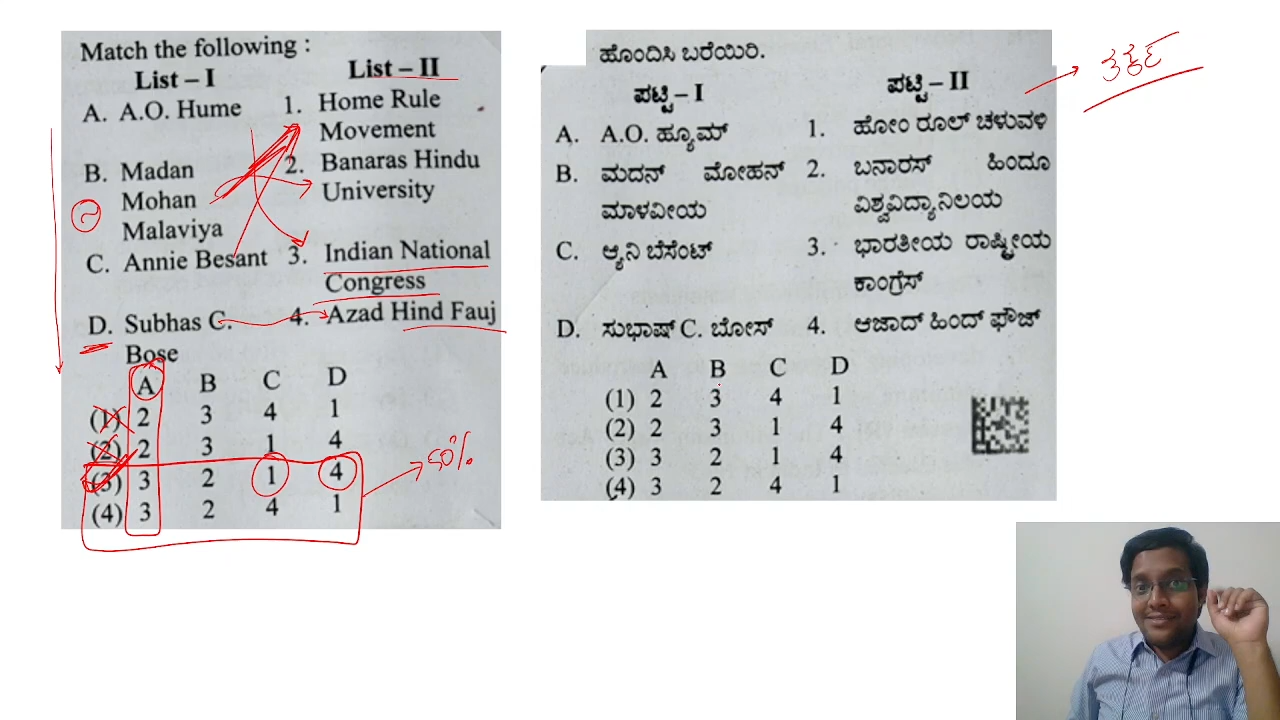 Match the following :
List – I
List – II
A. A.O. Hume
1. Home Rule
Movement
B. Madan
Mohan
Malaviya
2. Banaras Hindu
University
C. Annie Besant
3. Indian National
Congress
D. Subhas C.
Bose
4. Azad Hind Fauj
A B C D
(1) 2 3 4 1
(2) 2 3 1 4
(3) 3 2 1 4
(4) 3 2 4 1
50%
ಹೊಂದಿಸಿ ಬರೆಯಿರಿ.
ಪಟ್ಟಿ – I
ಪಟ್ಟಿ – II
A. A.O. ಹ್ಯೂಮ್
1. ಹೋಂ ರೂಲ್ ಚಳುವಳಿ
B. ಮದನ್ ಮೋಹನ್
ಮಾಳವೀಯ
2. ಬನಾರಸ್ ಹಿಂದೂ
ವಿಶ್ವವಿದ್ಯಾನಿಲಯ
C. ಆ್ಯನಿ ಬೆಸೆಂಟ್
3. ಭಾರತೀಯ ರಾಷ್ಟ್ರೀಯ
ಕಾಂಗ್ರೆಸ್
D. ಸುಭಾಷ್ C. ಬೋಸ್
4. ಆಜಾದ್ ಹಿಂದ್ ಫೌಜ್
A B C D
(1) 2 3 4 1
(2) 2 3 1 4
(3) 3 2 1 4
(4) 3 2 4 1